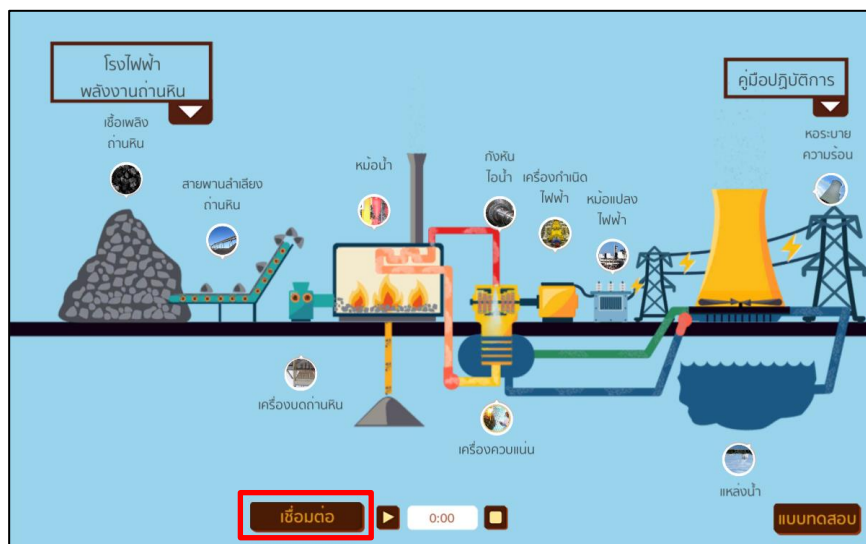 โรงไฟฟ้า
พลังงานถ่านหิน
คู่มือปฏิบัติการ
เชื้อเพลิง
ถ่านหิน
สายพานลำเลียง
ถ่านหิน
หม้อน้ำ
กังหัน
ไอน้ำ
เครื่องกำเนิด
ไฟฟ้า
หม้อแปลง
ไฟฟ้า
หอระบาย
ความร้อน
เครื่องบดถ่านหิน
เครื่องควบแน่น
แหล่งน้ำ
เชื่อมต่อ
0:00
แบบทดสอบ